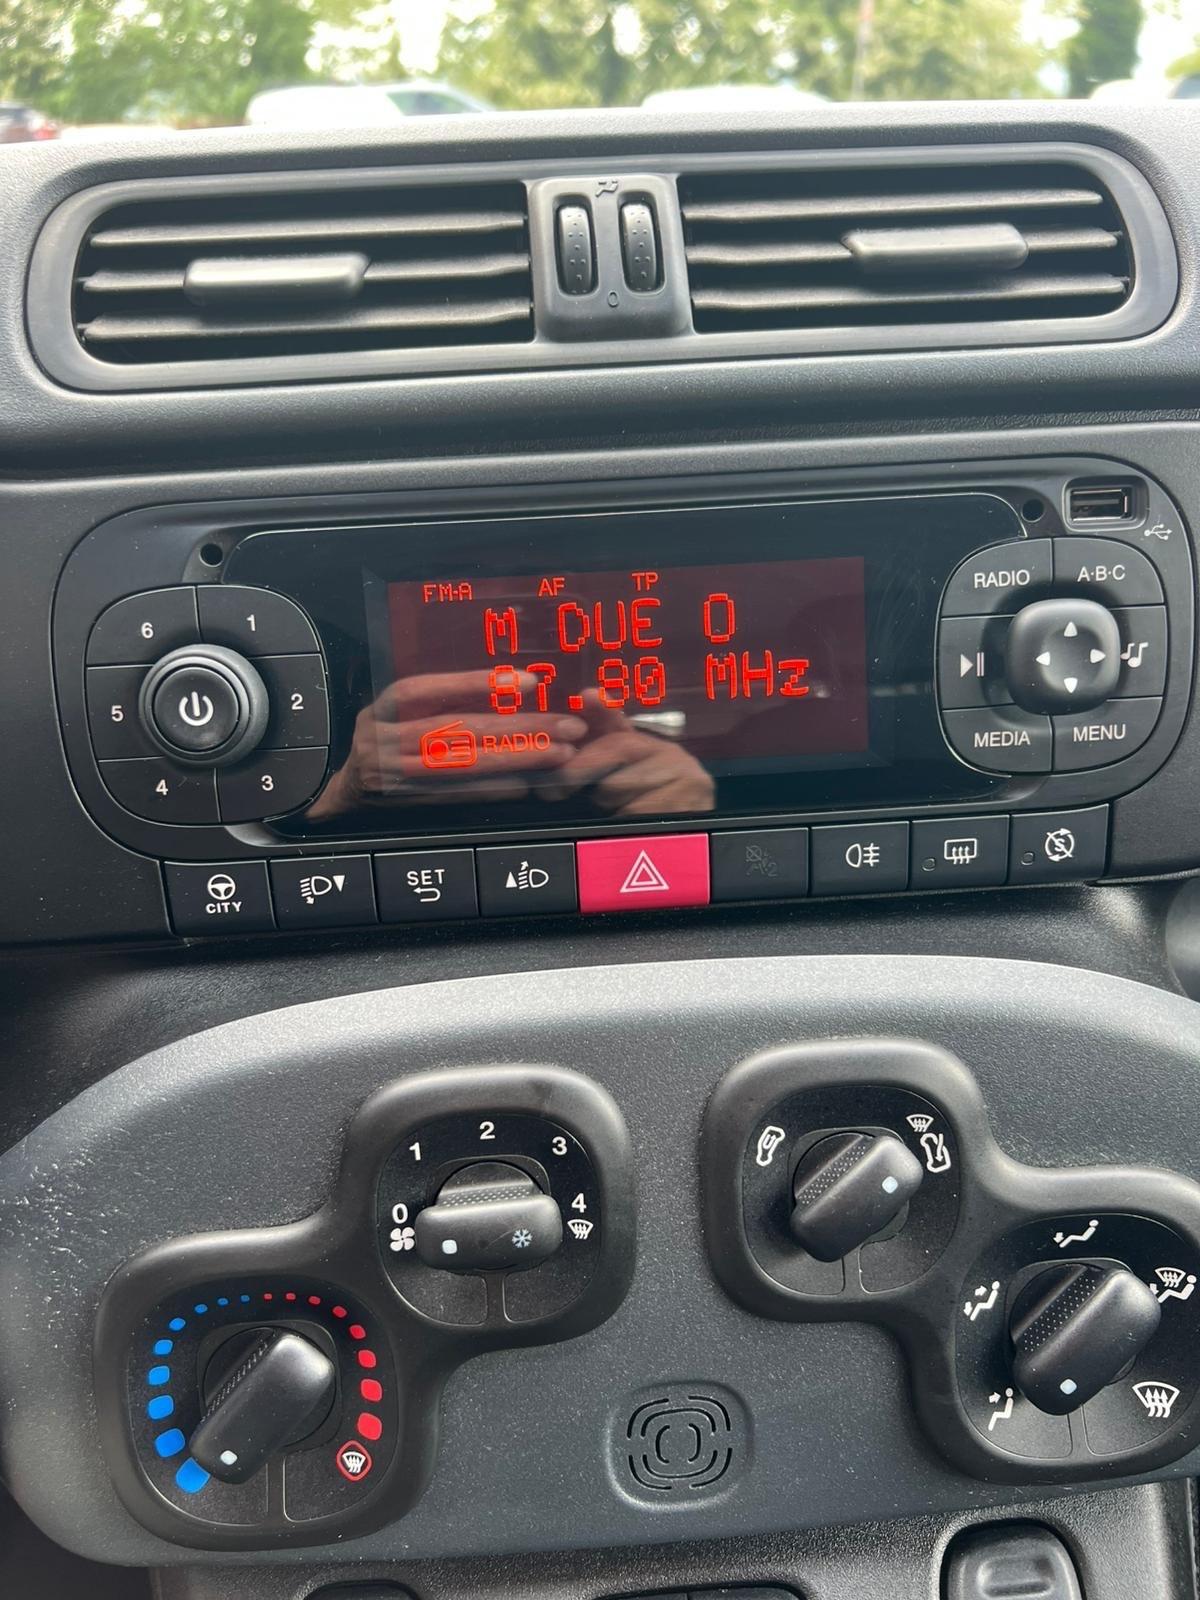 FM-A AF TP
M DUE O
87.80 MHz
RADIO
6 1
5 2
4 3
RADIO A·B·C
MEDIA MENU
CITY
SET
0 1 2 3 4